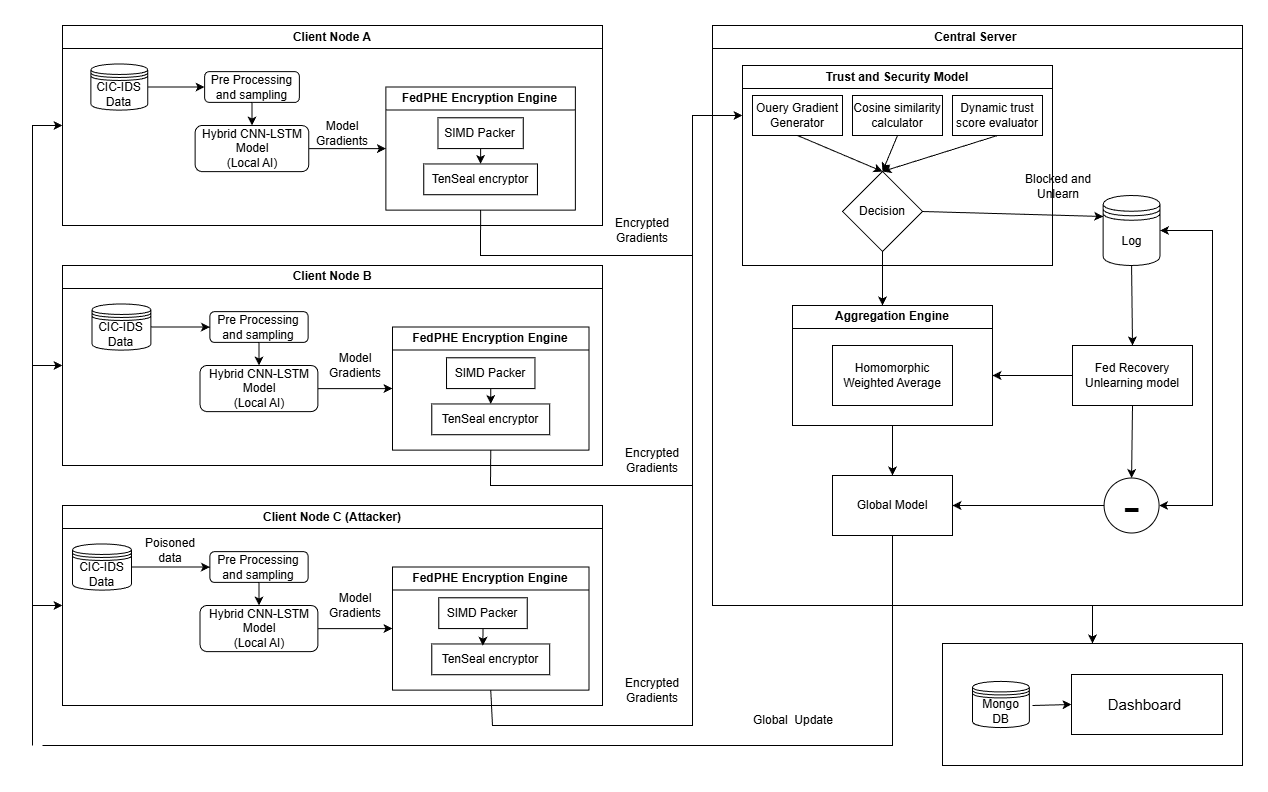 Client Node A
CIC-IDS
Data
Pre Processing
and sampling
Hybrid CNN-LSTM
Model
(Local AI)
Model
Gradients
FedPHE Encryption Engine
SIMD Packer
TenSeal encryptor
Encrypted
Gradients
Client Node B
CIC-IDS
Data
Pre Processing
and sampling
Hybrid CNN-LSTM
Model
(Local AI)
Model
Gradients
FedPHE Encryption Engine
SIMD Packer
TenSeal encryptor
Encrypted
Gradients
Client Node C (Attacker)
CIC-IDS
Data
Poisoned
data
Pre Processing
and sampling
Hybrid CNN-LSTM
Model
(Local AI)
Model
Gradients
FedPHE Encryption Engine
SIMD Packer
TenSeal encryptor
Encrypted
Gradients
Central Server
Trust and Security Model
Ouery Gradient
Generator
Cosine similarity
calculator
Dynamic trust
score evaluator
Decision
Blocked and
Unlearn
Log
Aggregation Engine
Homomorphic
Weighted Average
Fed Recovery
Unlearning model
Global Model
-
Global Update
Mongo
DB
Dashboard